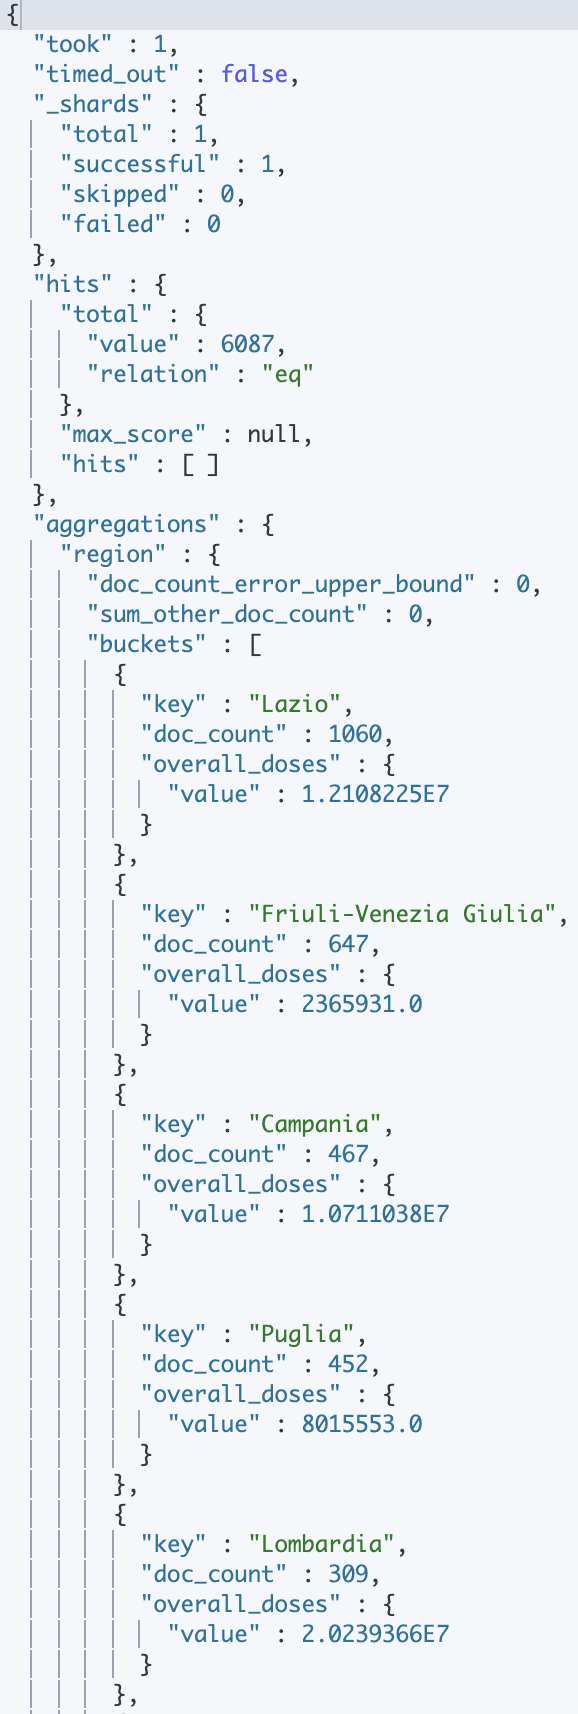 {
  "took" : 1,
  "timed_out" : false,
  "_shards" : {
    "total" : 1,
    "successful" : 1,
    "skipped" : 0,
    "failed" : 0
  },
  "hits" : {
    "total" : {
      "value" : 6087,
      "relation" : "eq"
    },
    "max_score" : null,
    "hits" : [ ]
  },
  "aggregations" : {
    "region" : {
      "doc_count_error_upper_bound" : 0,
      "sum_other_doc_count" : 0,
      "buckets" : [
        {
          "key" : "Lazio",
          "doc_count" : 1060,
          "overall_doses" : {
            "value" : 1.2108225E7
          }
        },
        {
          "key" : "Friuli-Venezia Giulia",
          "doc_count" : 647,
          "overall_doses" : {
            "value" : 2365931.0
          }
        },
        {
          "key" : "Campania",
          "doc_count" : 467,
          "overall_doses" : {
            "value" : 1.0711038E7
          }
        },
        {
          "key" : "Puglia",
          "doc_count" : 452,
          "overall_doses" : {
            "value" : 8015553.0
          }
        },
        {
          "key" : "Lombardia",
          "doc_count" : 309,
          "overall_doses" : {
            "value" : 2.0239366E7
          }
        },